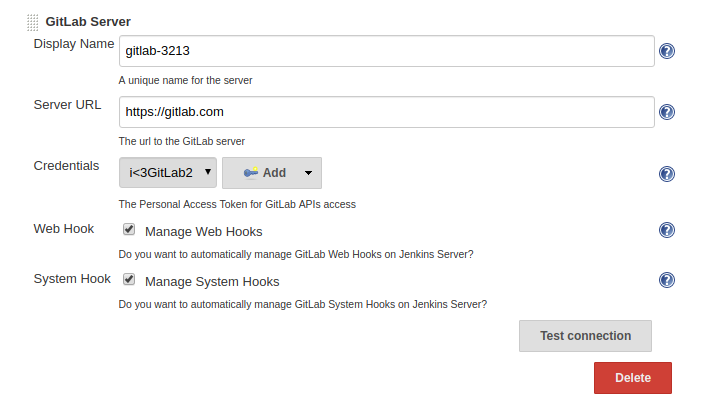 GitLab Server
Display Name gitlab-3213
A unique name for the server
Server URL https://gitlab.com
The url to the GitLab server
Credentials i<3GitLab2 Add
The Personal Access Token for GitLab APIs access
Web Hook Manage Web Hooks
Do you want to automatically manage GitLab Web Hooks on Jenkins Server?
System Hook Manage System Hooks
Do you want to automatically manage GitLab System Hooks on Jenkins Server?
Test connection
Delete